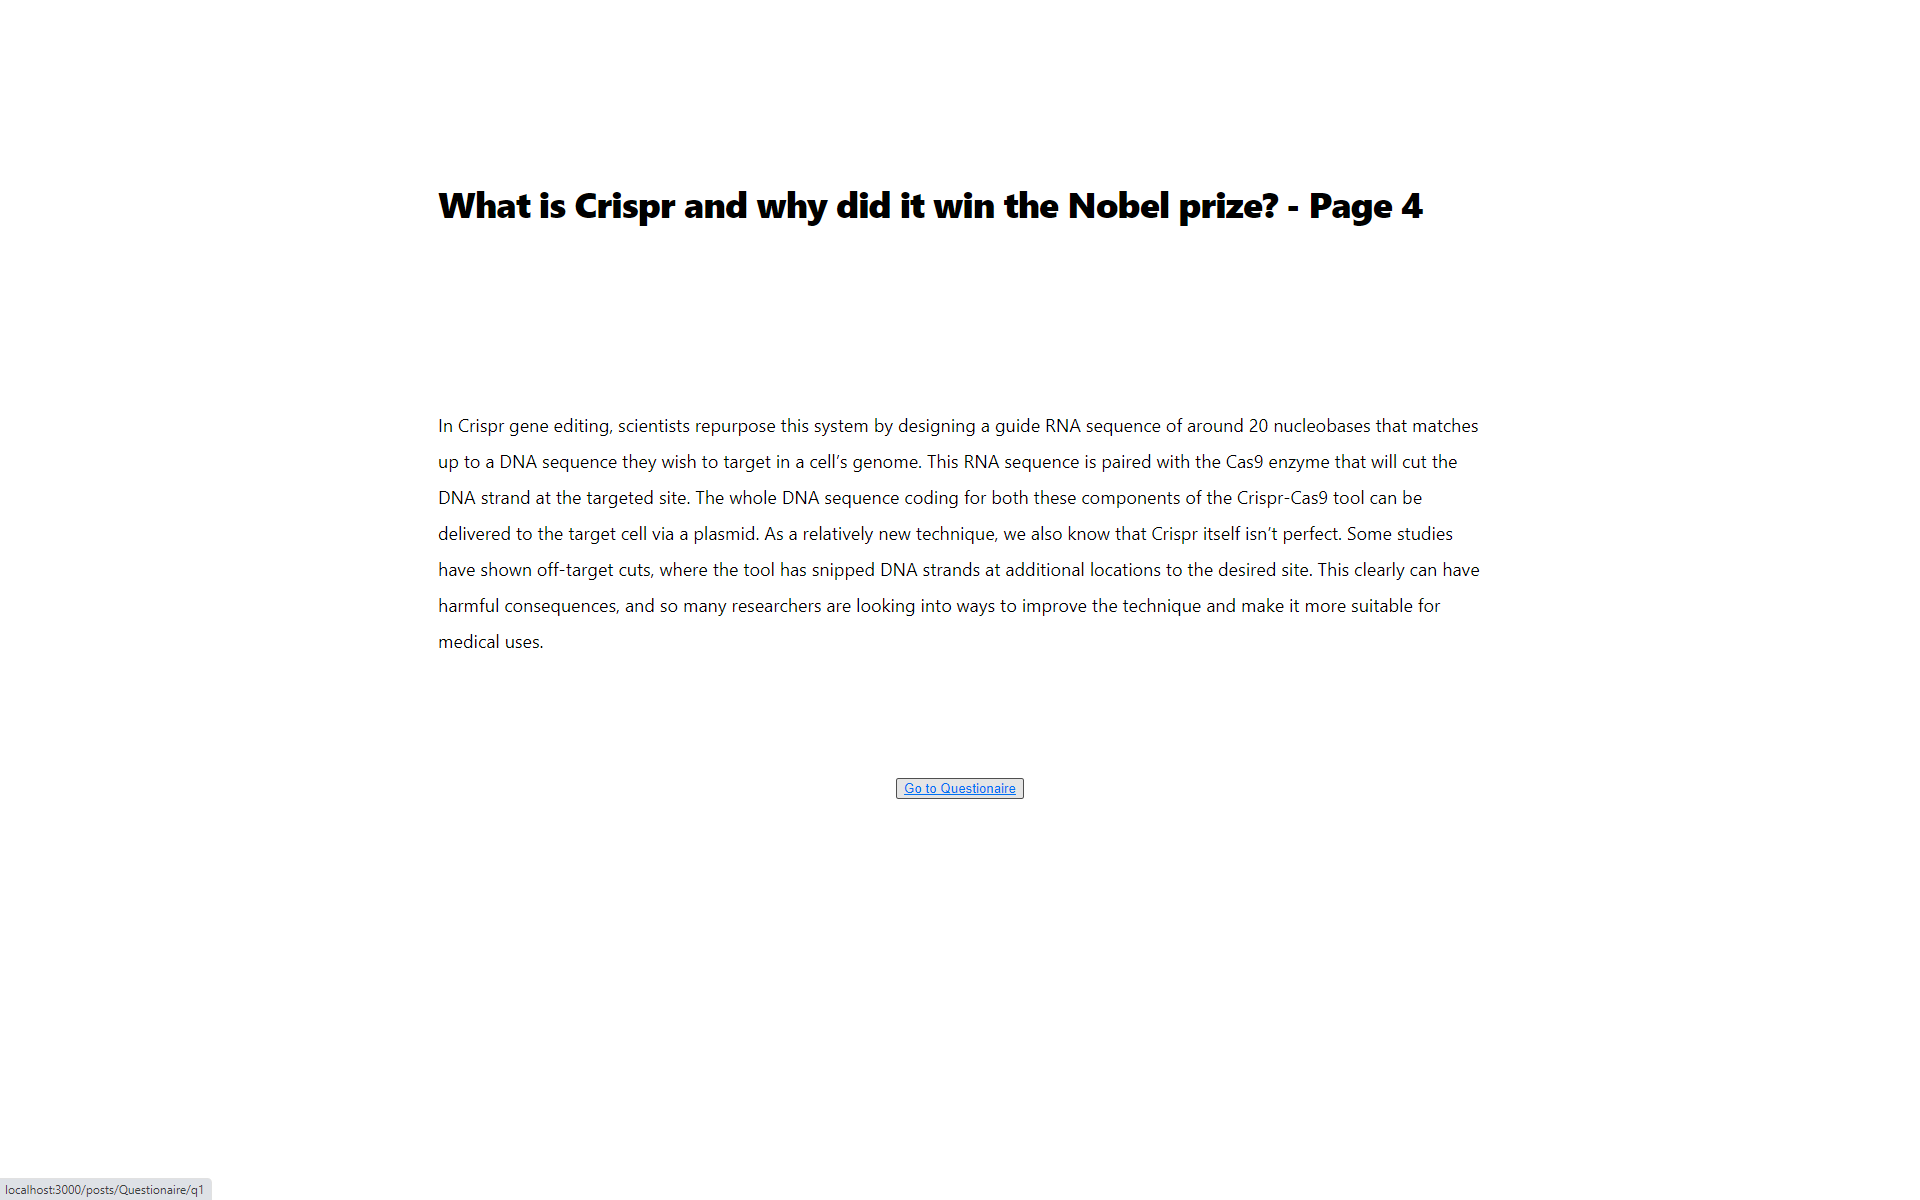 What is Crispr and why did it win the Nobel prize? - Page 4
In Crispr gene editing, scientists repurpose this system by designing a guide RNA sequence of around 20 nucleobases that matches
up to a DNA sequence they wish to target in a cell’s genome. This RNA sequence is paired with the Cas9 enzyme that will cut the
DNA strand at the targeted site. The whole DNA sequence coding for both these components of the Crispr-Cas9 tool can be
delivered to the target cell via a plasmid. As a relatively new technique, we also know that Crispr itself isn’t perfect. Some studies
have shown off-target cuts, where the tool has snipped DNA strands at additional locations to the desired site. This clearly can have
harmful consequences, and so many researchers are looking into ways to improve the technique and make it more suitable for
medical uses.
Go to Questionaire
localhost:3000/posts/Questionaire/q1